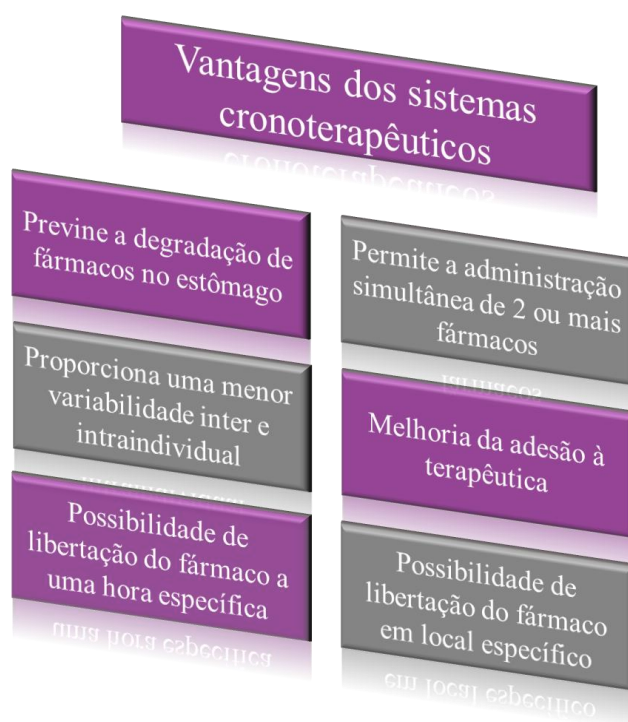 Vantagens dos sistemas
cronoterapêuticos
Previne a degradação de
fármacos no estômago
Permite a administração
simultânea de 2 ou mais
fármacos
Proporciona uma menor
variabilidade inter e
intraindividual
Melhoria da adesão à
terapêutica
Possibilidade de
libertação do fármaco a
uma hora específica
Possibilidade de
libertação do fármaco
em local específico